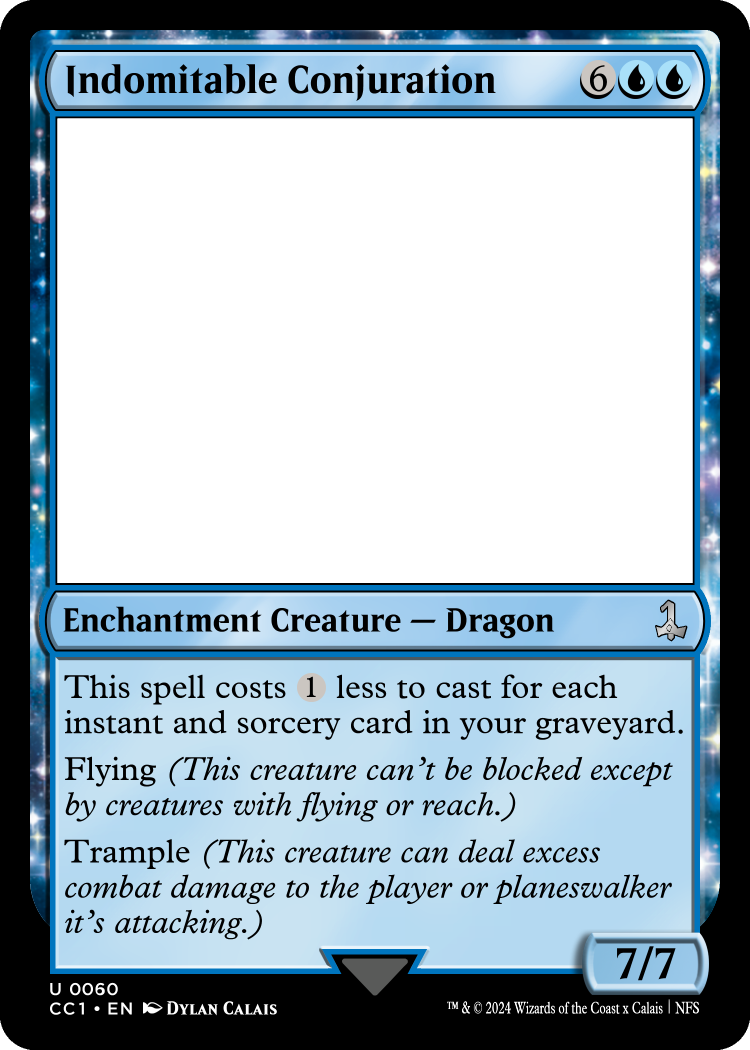 Indomitable Conjuration 6
Enchantment Creature — Dragon
This spell costs 1 less to cast for each
instant and sorcery card in your graveyard.
Flying (This creature can't be blocked except
by creatures with flying or reach.)
Trample (This creature can deal excess
combat damage to the player or planeswalker
it's attacking.)
7/7
U 0060
CC1 • EN DYLAN CALAIS
™ & © 2024 Wizards of the Coast x Calais | NFS